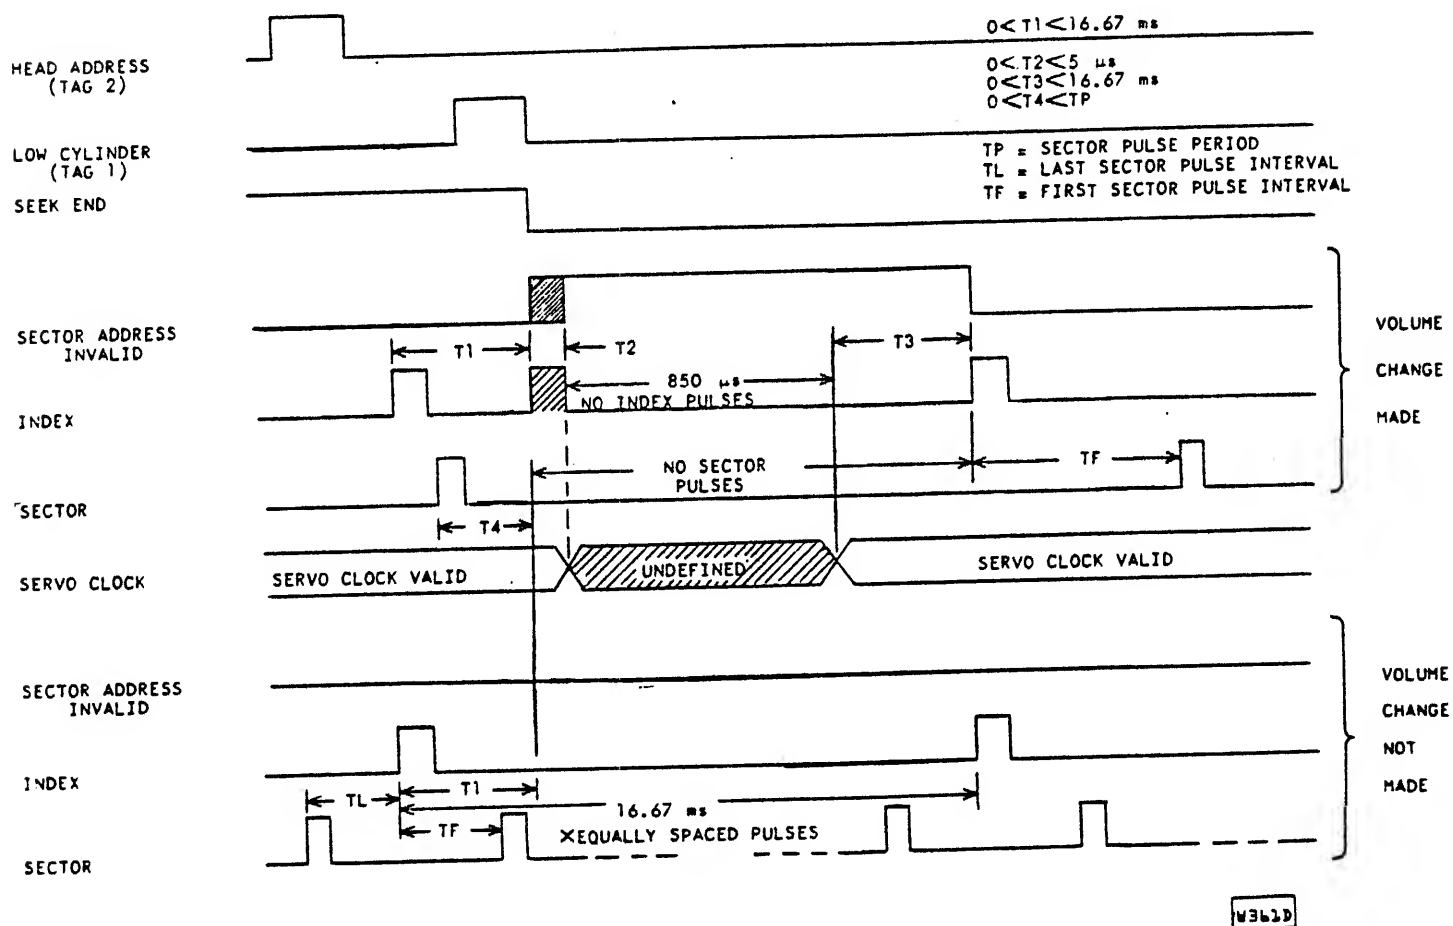 0<T1<16.67 ms
HEAD ADDRESS
(TAG 2)
0<T2<5 µs
0<T3<16.67 ms
0<T4<TP
LOW CYLINDER
(TAG 1)
TP = SECTOR PULSE PERIOD
TL = LAST SECTOR PULSE INTERVAL
TF = FIRST SECTOR PULSE INTERVAL
SEEK END
SECTOR ADDRESS
INVALID
T1
T2
T3
VOLUME
CHANGE
MADE
850 µs
NO INDEX PULSES
INDEX
NO SECTOR
PULSES
TF
SECTOR
T4
SERVO CLOCK
SERVO CLOCK VALID
UNDEFINED
SERVO CLOCK VALID
SECTOR ADDRESS
INVALID
VOLUME
CHANGE
NOT
MADE
INDEX
TL
T1
16.67 ms
TF
XEQUALLY SPACED PULSES
SECTOR
W361D